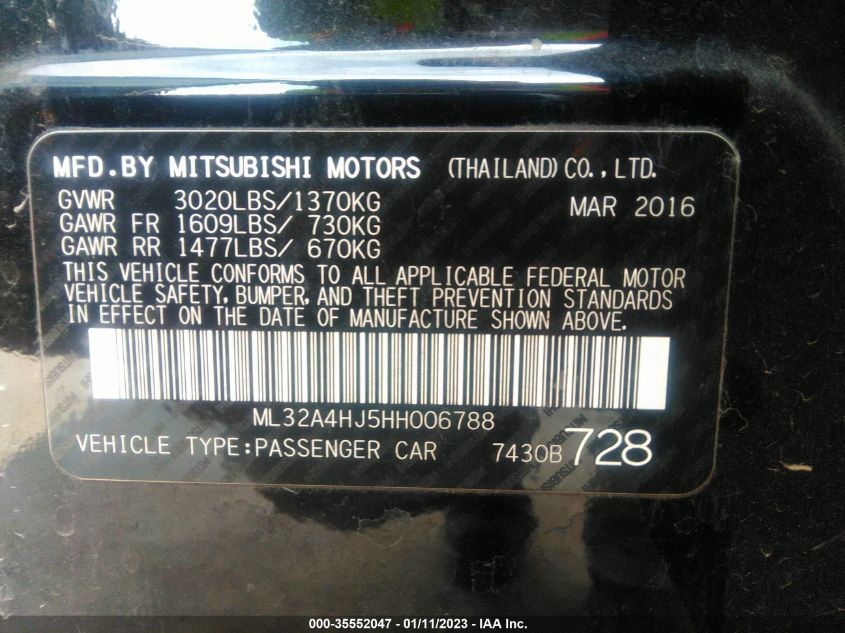 MFD.BY MITSUBISHI MOTORS (THAILAND) CO., LTD.
GVWR 3020LBS/1370KG MAR 2016
GAWR FR 1609LBS/ 730KG
GAWR RR 1477LBS/ 670KG
THIS VEHICLE CONFORMS TO ALL APPLICABLE FEDERAL MOTOR
VEHICLE SAFETY, BUMPER, AND THEFT PREVENTION STANDARDS
IN EFFECT ON THE DATE OF MANUFACTURE SHOWN ABOVE.
ML32A4HJ5HH006788
VEHICLE TYPE:PASSENGER CAR 7430B728
000-35552047 - 01/11/2023 - IAA Inc.